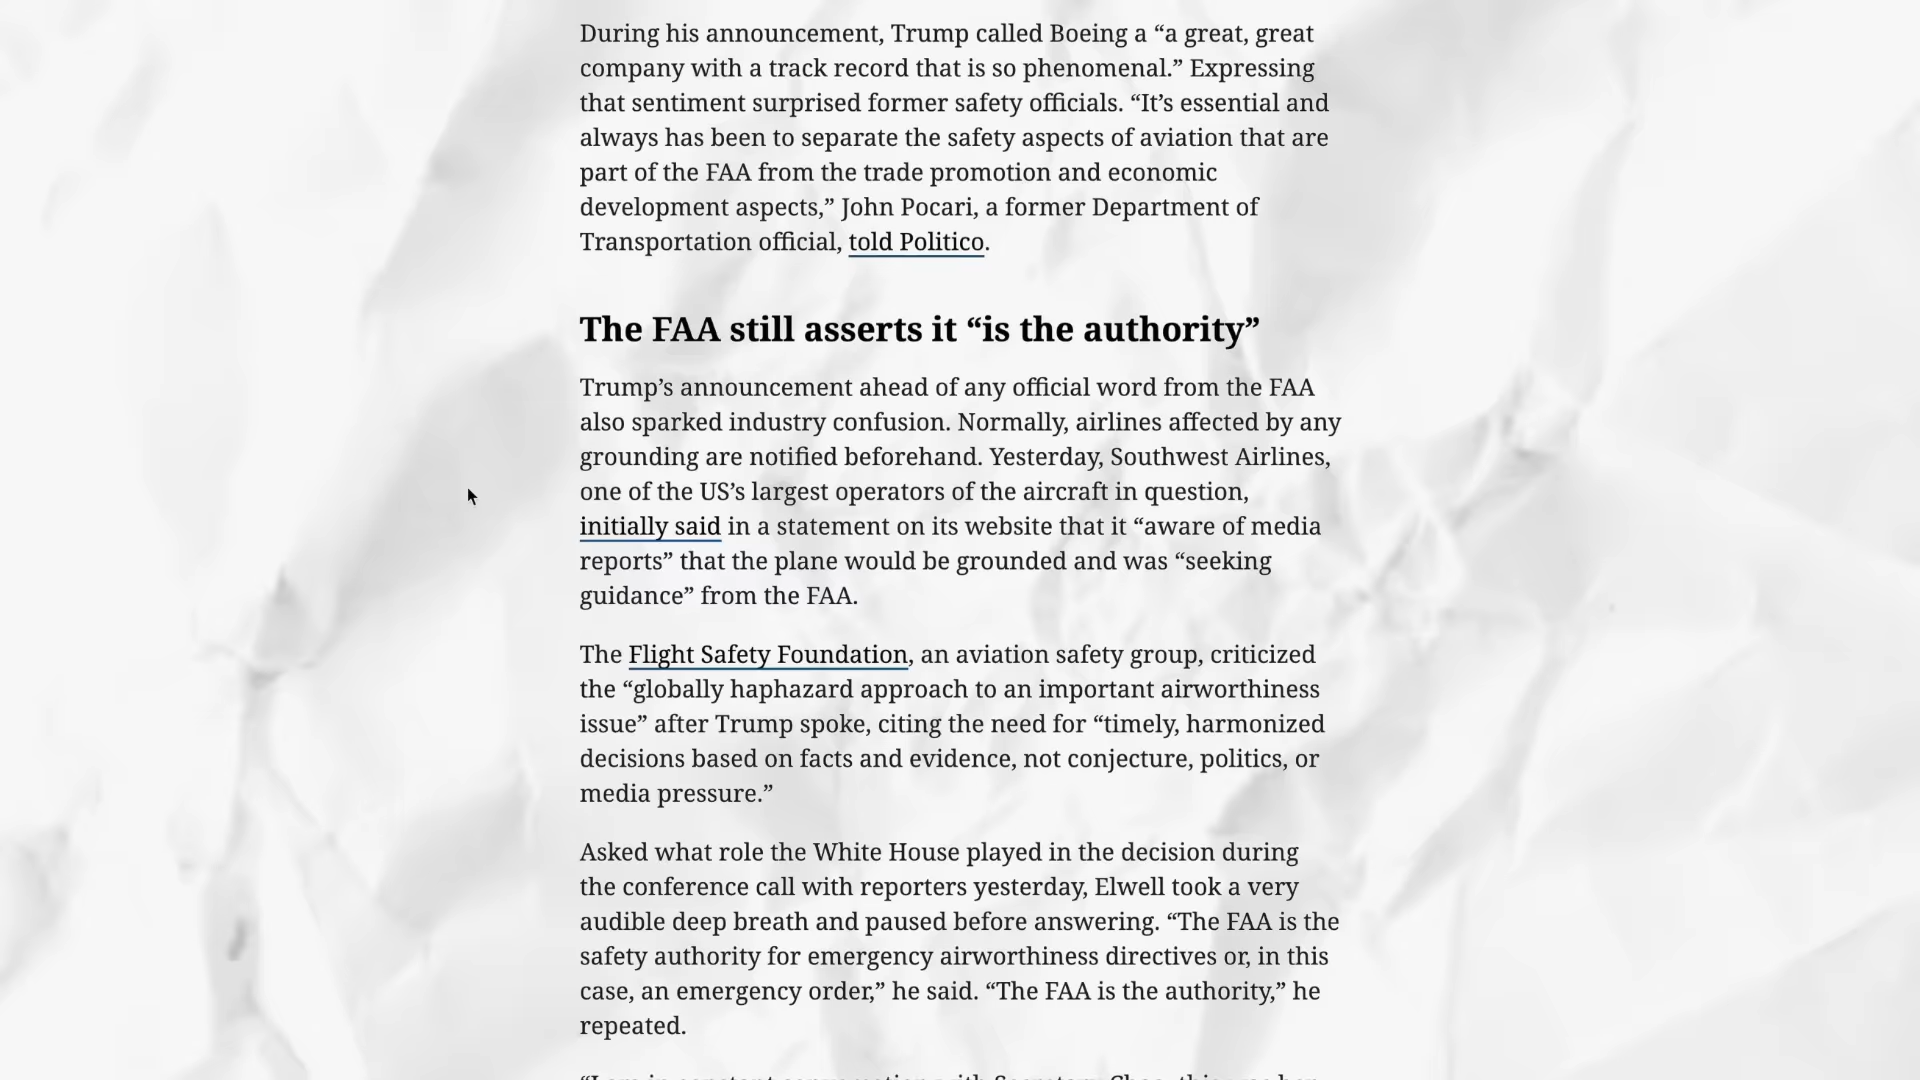 During his announcement, Trump called Boeing a “a great, great
company with a track record that is so phenomenal.” Expressing
that sentiment surprised former safety officials. “It’s essential and
always has been to separate the safety aspects of aviation that are
part of the FAA from the trade promotion and economic
development aspects,” John Pocari, a former Department of
Transportation official, told Politico.
The FAA still asserts it “is the authority”
Trump’s announcement ahead of any official word from the FAA
also sparked industry confusion. Normally, airlines affected by any
grounding are notified beforehand. Yesterday, Southwest Airlines,
one of the US’s largest operators of the aircraft in question,
initially said in a statement on its website that it “aware of media
reports” that the plane would be grounded and was “seeking
guidance” from the FAA.
The Flight Safety Foundation, an aviation safety group, criticized
the “globally haphazard approach to an important airworthiness
issue” after Trump spoke, citing the need for “timely, harmonized
decisions based on facts and evidence, not conjecture, politics, or
media pressure.”
Asked what role the White House played in the decision during
the conference call with reporters yesterday, Elwell took a very
audible deep breath and paused before answering. “The FAA is the
safety authority for emergency airworthiness directives or, in this
case, an emergency order,” he said. “The FAA is the authority,” he
repeated.